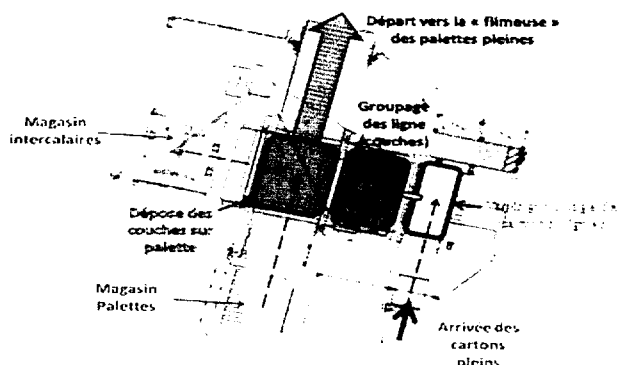 Départ vers la « filmeuse »
des palettes pleines
Magasin
intercalaires
Groupage
des ligne
(couches)
Dépose des
couches sur
palette
Magasin
Palettes
Arrivée des
cartons
pleins